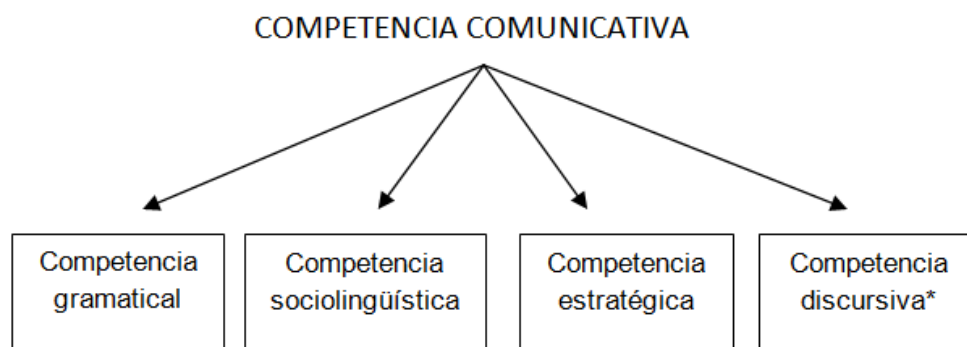 COMPETENCIA COMUNICATIVA
Competencia
gramatical
Competencia
sociolingüística
Competencia
estratégica
Competencia
discursiva*